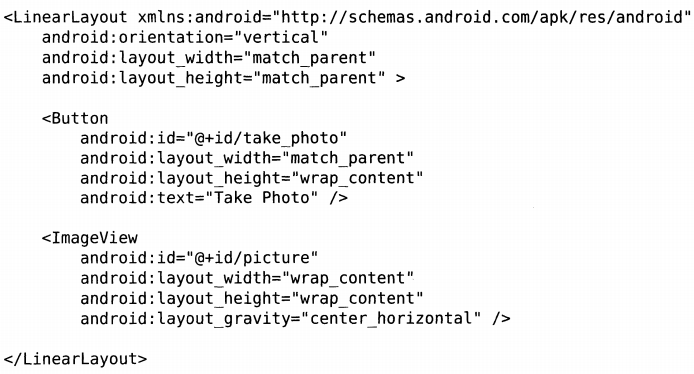 <LinearLayout xmlns:android="http://schemas.android.com/apk/res/android"
    android:orientation="vertical"
    android:layout_width="match_parent"
    android:layout_height="match_parent" >

    <Button
        android:id="@+id/take_photo"
        android:layout_width="match_parent"
        android:layout_height="wrap_content"
        android:text="Take Photo" />

    <ImageView
        android:id="@+id/picture"
        android:layout_width="wrap_content"
        android:layout_height="wrap_content"
        android:layout_gravity="center_horizontal" />

</LinearLayout>